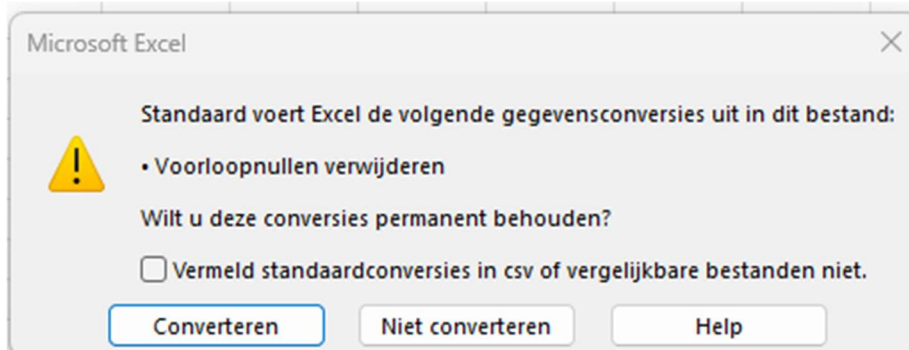 Microsoft Excel
Standaard voert Excel de volgende gegevensconversies uit in dit bestand:
• Voorloopnullen verwijderen
Wilt u deze conversies permanent behouden?
Vermeld standaardconversies in csv of vergelijkbare bestanden niet.
Converteren Niet converteren Help